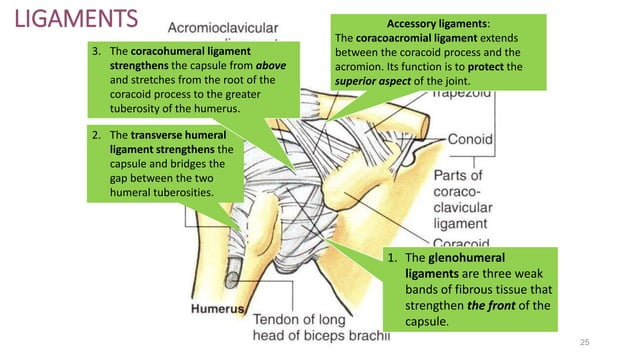 LIGAMENTS
Acromioclavicular
Accessory ligaments:
The coracoacromial ligament extends
between the coracoid process and the
acromion. Its function is to protect the
superior aspect of the joint.
3. The coracohumeral ligament
strengthens the capsule from above
and stretches from the root of the
coracoid process to the greater
tuberosity of the humerus.
Trapezoid
2. The transverse humeral
ligament strengthens the
capsule and bridges the
gap between the two
humeral tuberosities.
Conoid
Parts of
coraco-
clavicular
ligament
Coracoid
1. The glenohumeral
ligaments are three weak
bands of fibrous tissue that
strengthen the front of the
capsule.
Humerus
Tendon of long
head of biceps brachii
25